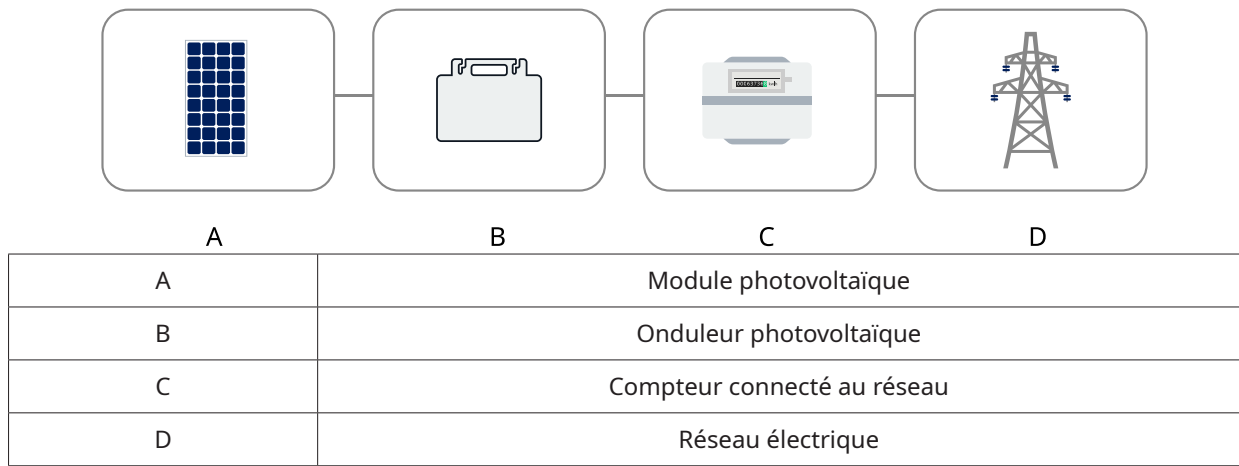 A B C D
A Module photovoltaïque
B Onduleur photovoltaïque
C Compteur connecté au réseau
D Réseau électrique